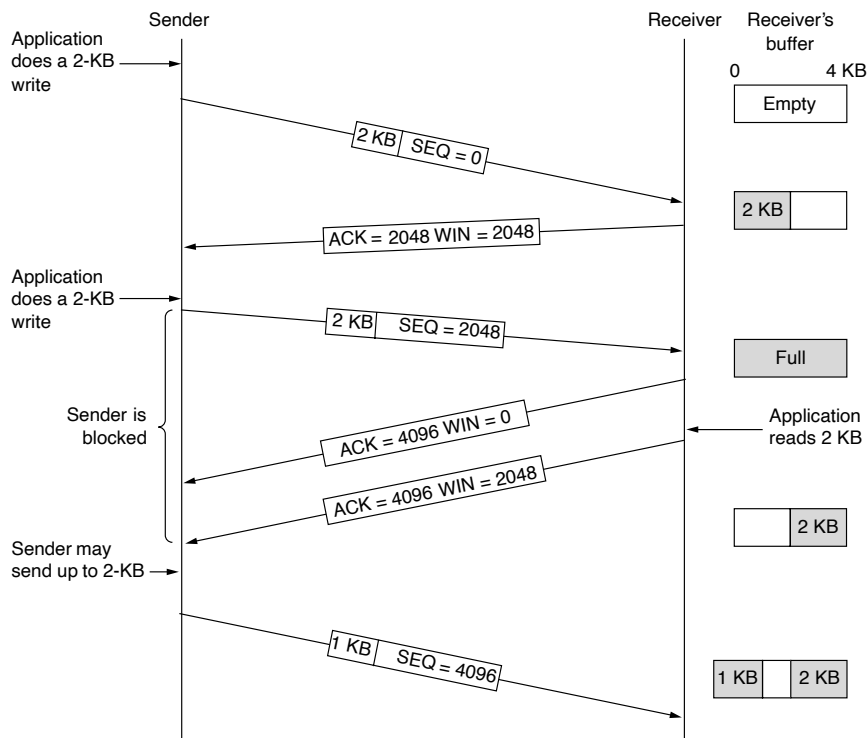 Sender
Receiver
Receiver's
buffer
Application
does a 2-KB
write
0
4 KB
Empty
2 KB
SEQ = 0
2 KB
ACK = 2048 WIN = 2048
Application
does a 2-KB
write
2 KB
SEQ = 2048
Full
Sender is
blocked
ACK = 4096 WIN = 0
Application
reads 2 KB
ACK = 4096 WIN = 2048
2 KB
Sender may
send up to 2-KB
1 KB
SEQ = 4096
1 KB
2 KB